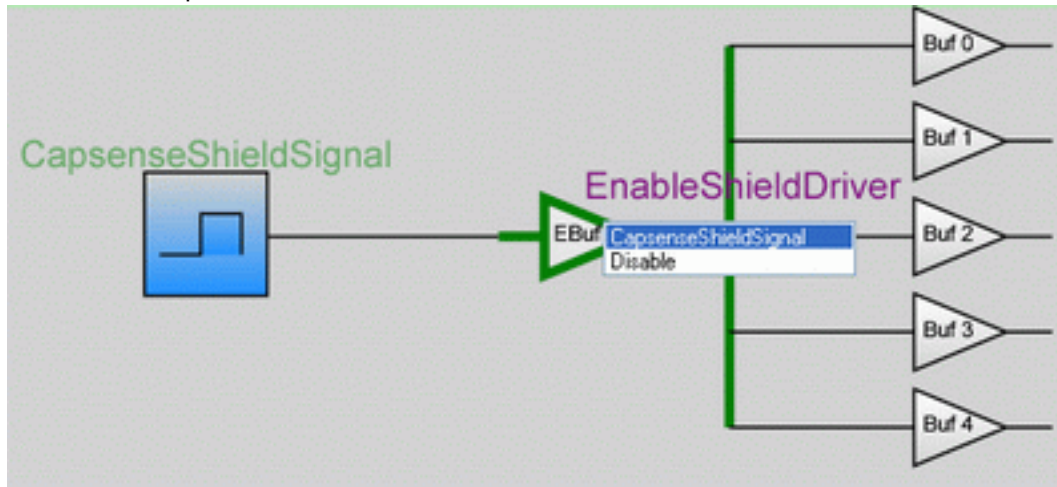 Buf 0
CapsenseShieldSignal
Buf 1
EnableShieldDriver
EBuf
CapsenseShieldSignal
Disable
Buf 2
Buf 3
Buf 4